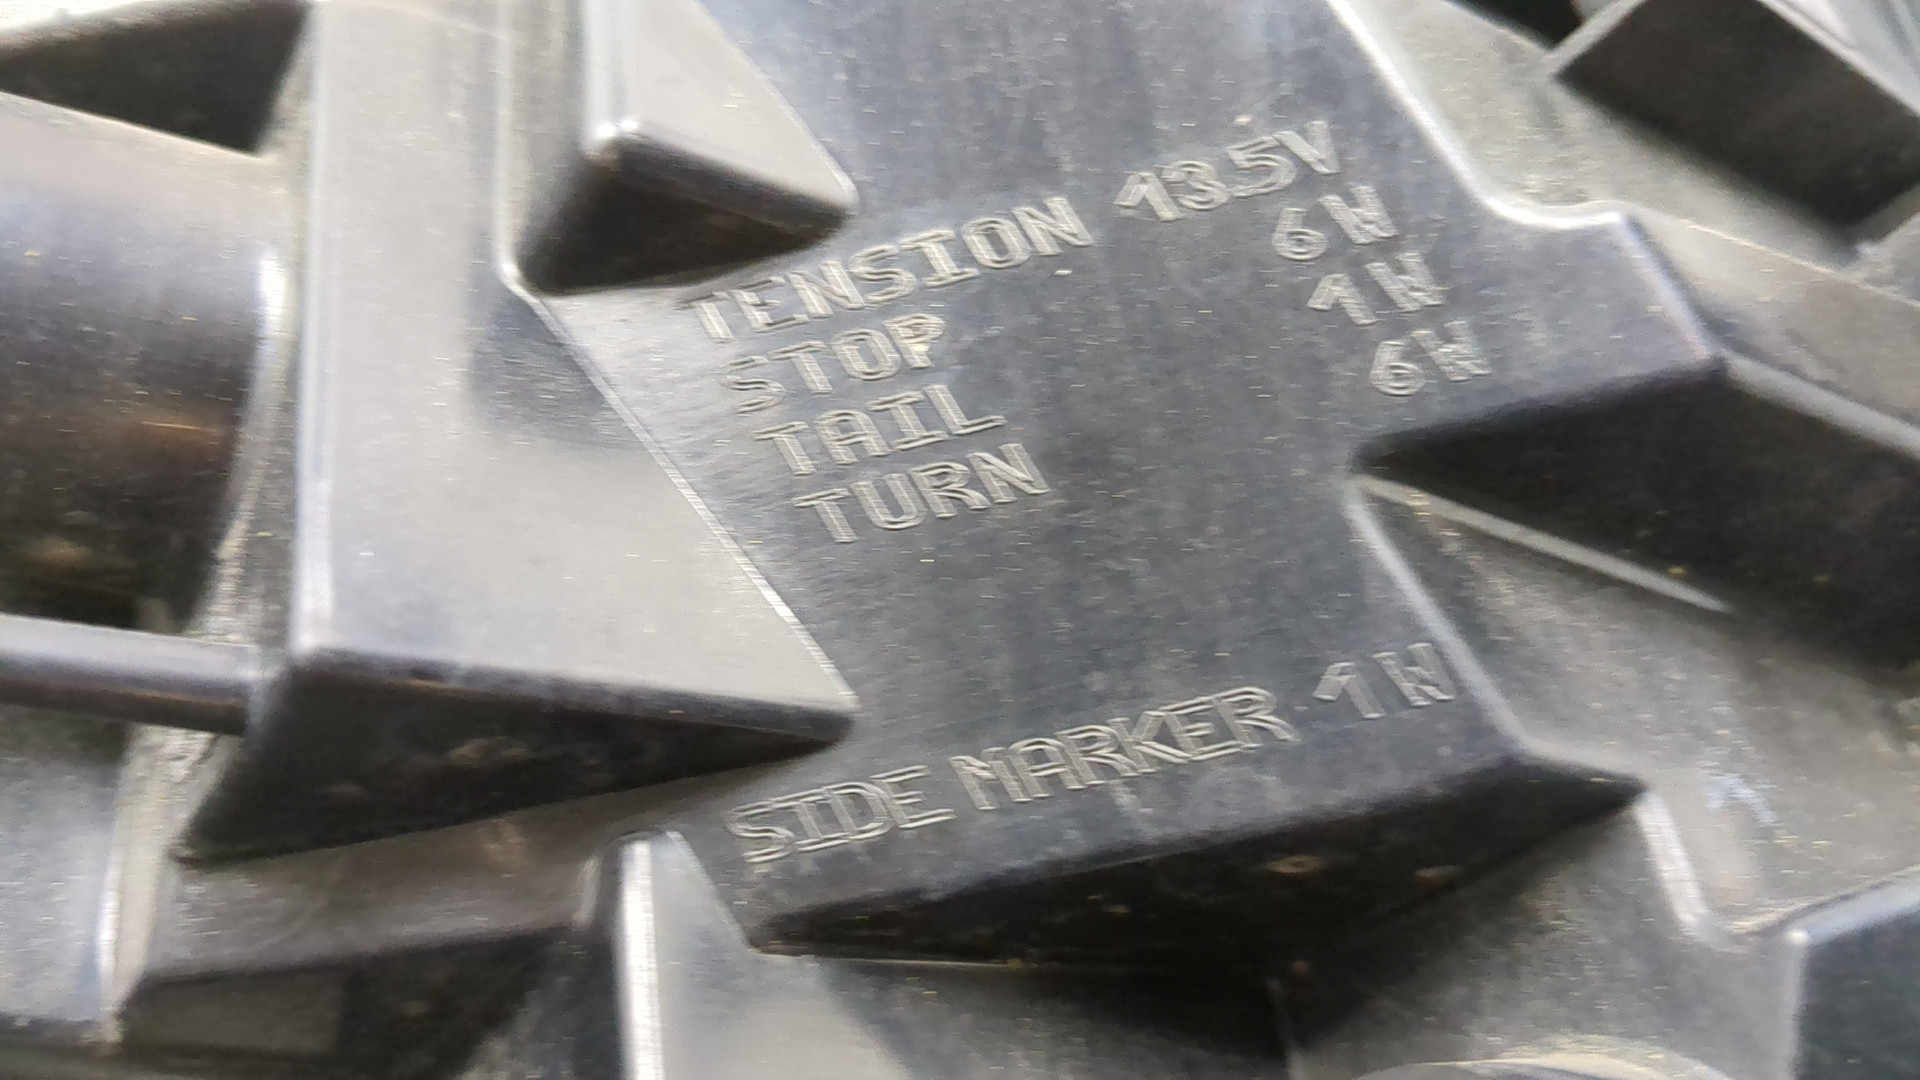 TENSION 13.5V
STOP 6W
TAIL 1W
TURN 6W
SIDE MARKER 1W